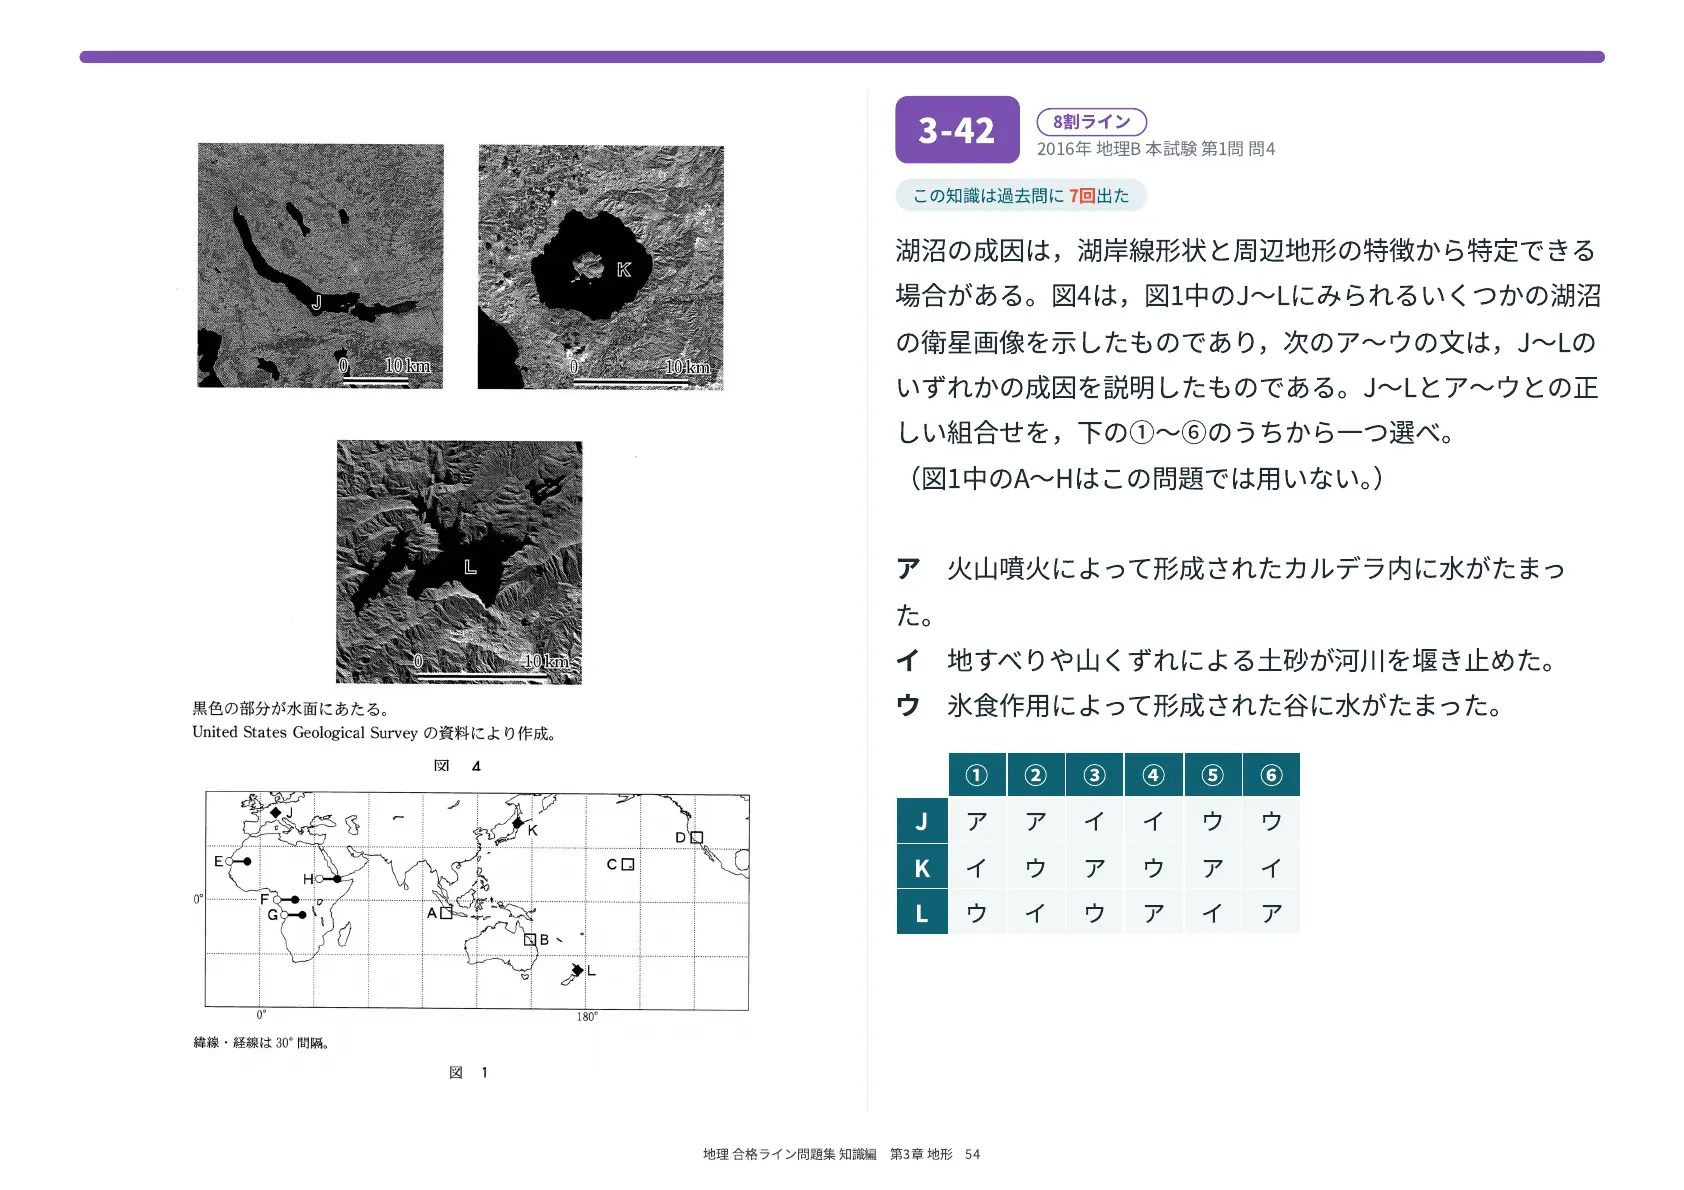 J
0 10 km
K
0 10 km
L
0 10 km
黒色の部分が水面にあたる。
United States Geological Survey の資料により作成。
図 4
J
K
D
E
C
H
0°
F
G
A
B
L
0°
180°
緯線・経線は 30° 間隔。
図 1
3-42
8割ライン
2016年 地理B 本試験 第1問 問4
この知識は過去問に 7回出た
湖沼の成因は，湖岸線形状と周辺地形の特徴から特定できる
場合がある。図4は，図1中のJ～Lにみられるいくつかの湖沼
の衛星画像を示したものであり，次のア～ウの文は，J～Lの
いずれかの成因を説明したものである。J～Lとア～ウとの正
しい組合せを，下の①～⑥のうちから一つ選べ。
（図1中のA～Hはこの問題では用いない。）
ア 火山噴火によって形成されたカルデラ内に水がたまっ
た。
イ 地すべりや山くずれによる土砂が河川を堰き止めた。
ウ 氷食作用によって形成された谷に水がたまった。
① ② ③ ④ ⑤ ⑥
J ア ア イ イ ウ ウ
K イ ウ ア ウ ア イ
L ウ イ ウ ア イ ア
地理 合格ライン問題集 知識編 第3章 地形 54